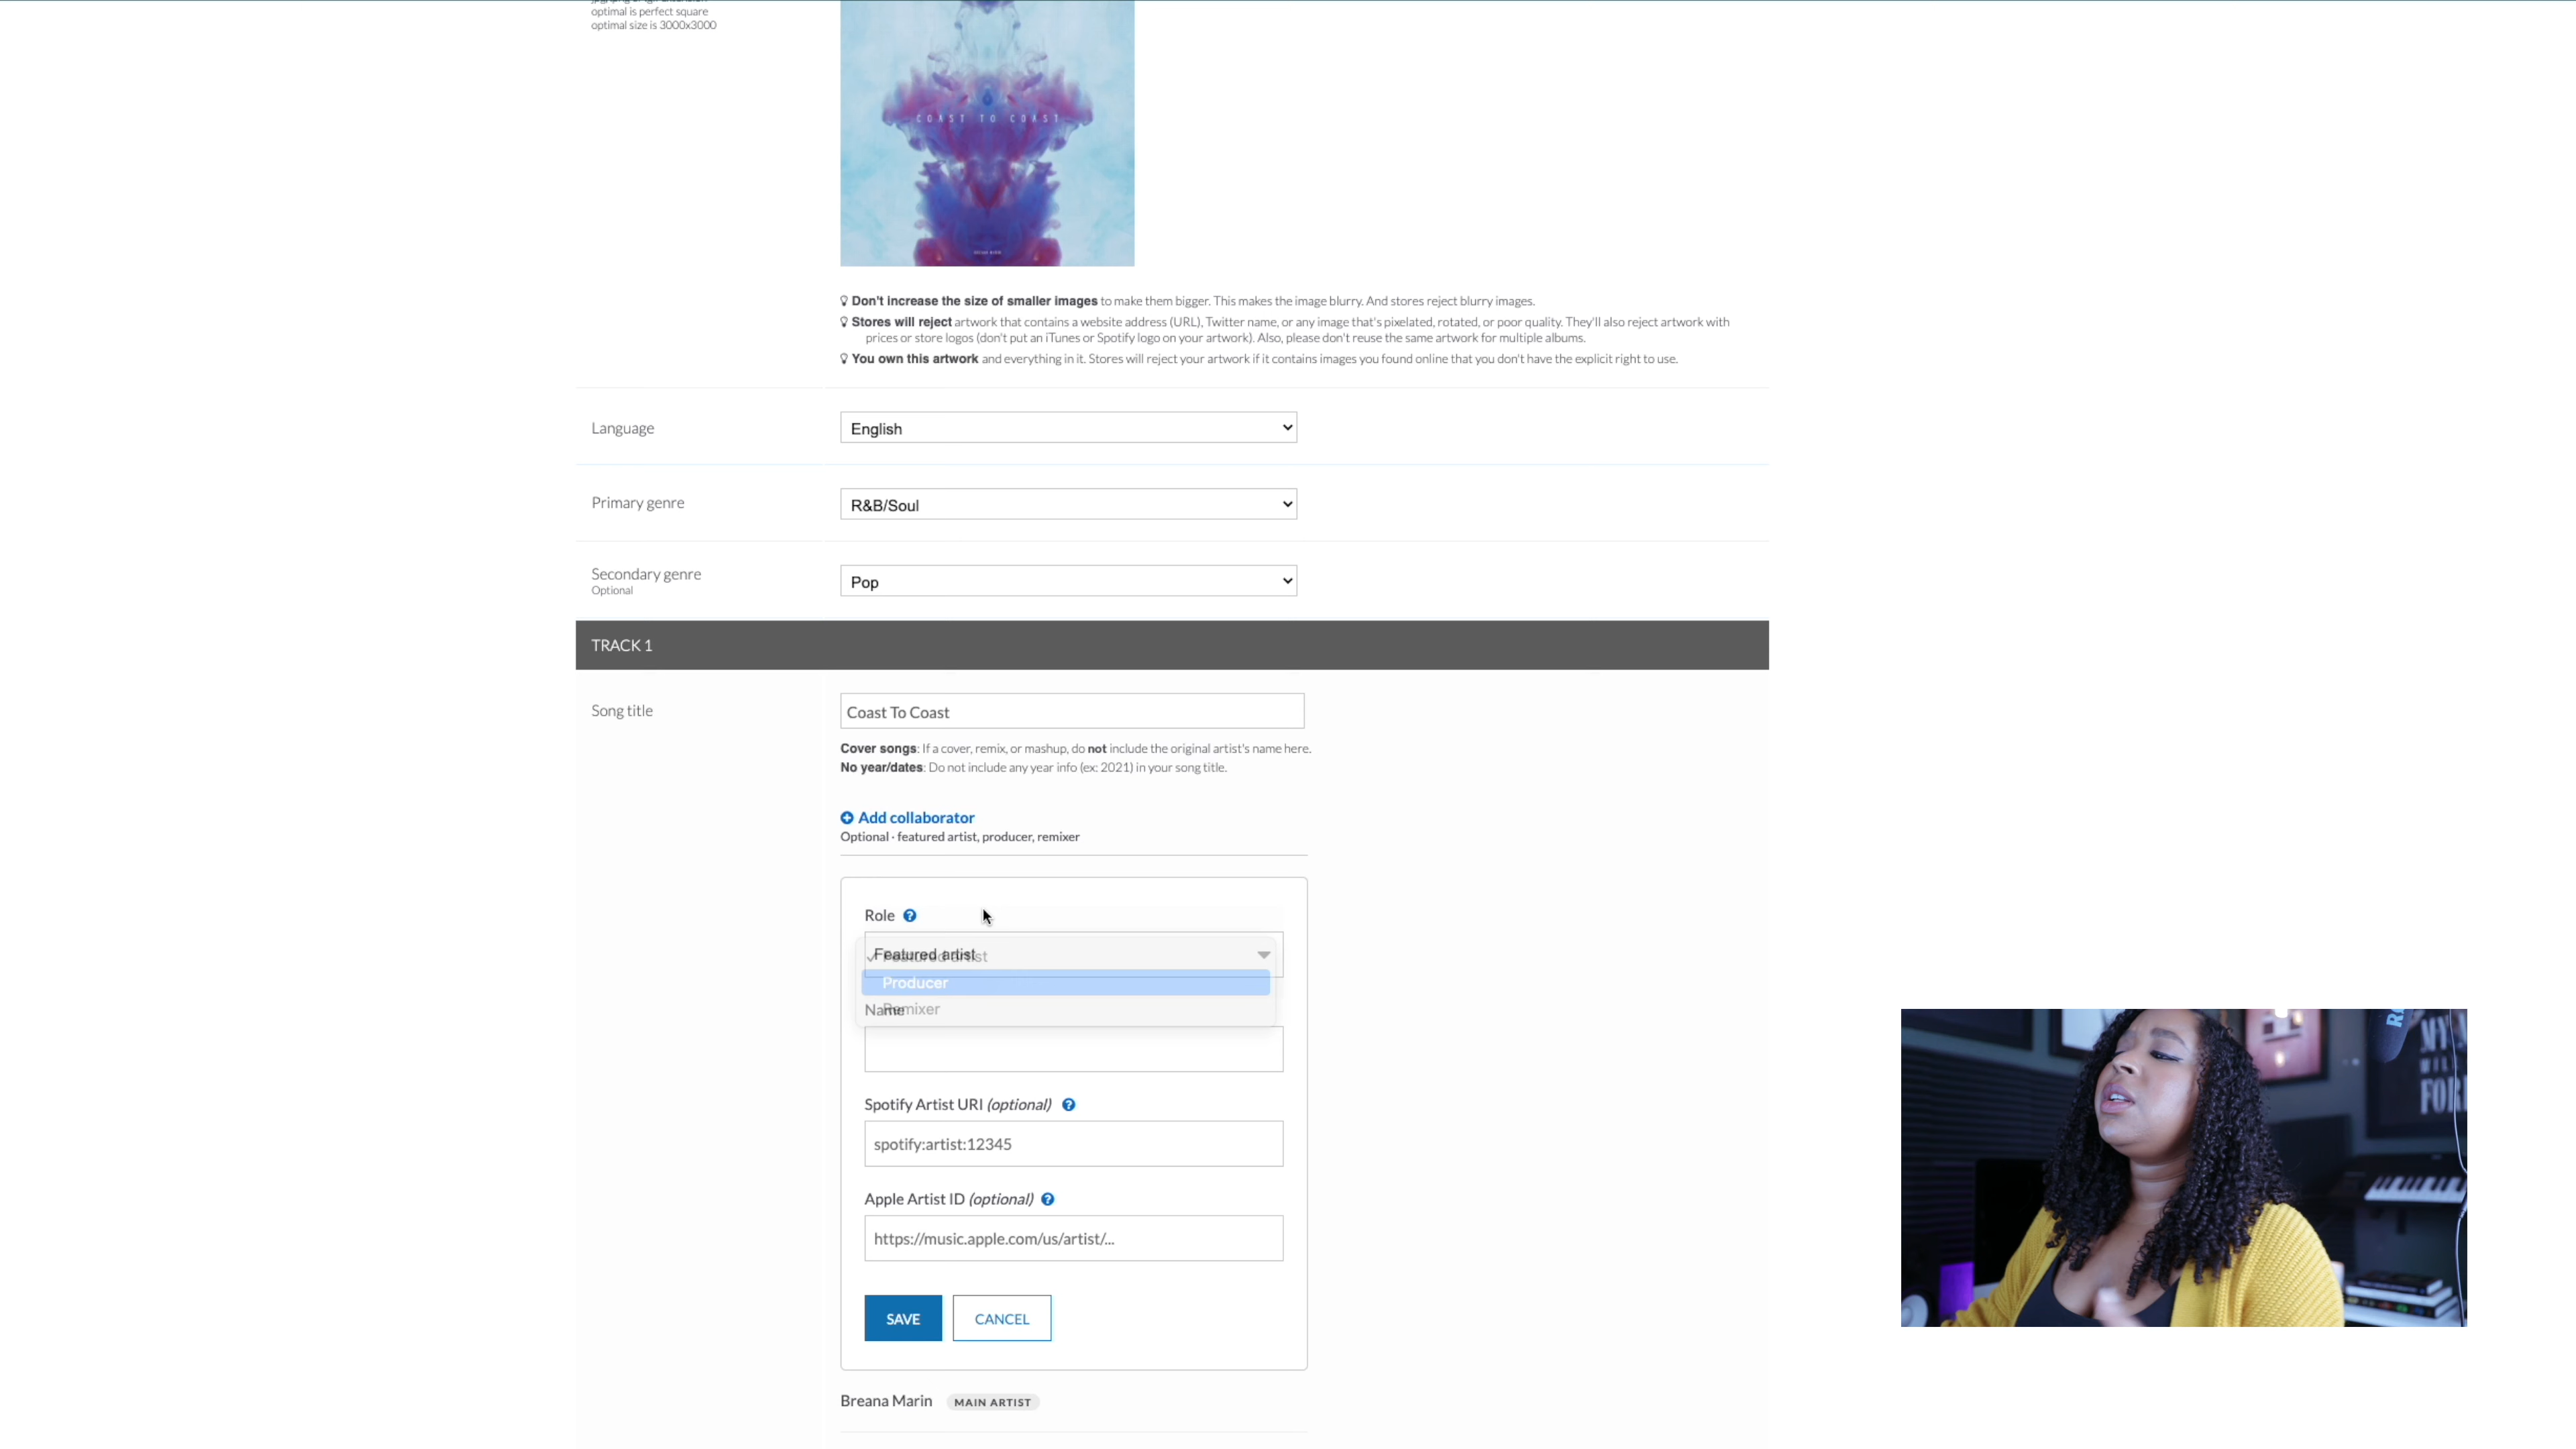 optimal is perfect square
optimal size is 3000x3000
COAST TO COAST
Don't increase the size of smaller images to make them bigger. This makes the image blurry. And stores reject blurry images.
Stores will reject artwork that contains a website address (URL), Twitter name, or any image that's pixelated, rotated, or poor quality. They'll also reject artwork with
prices or store logos (don't put an iTunes or Spotify logo on your artwork). Also, please don't reuse the same artwork for multiple albums.
You own this artwork and everything in it. Stores will reject your artwork if it contains images you found online that you don't have the explicit right to use.
Language
English
Primary genre
R&B/Soul
Secondary genre
Optional
Pop
TRACK 1
Song title
Coast To Coast
Cover songs: If a cover, remix, or mashup, do not include the original artist's name here.
No year/dates: Do not include any year info (ex: 2021) in your song title.
Add collaborator
Optional · featured artist, producer, remixer
Role
Featured artist
Featured artist
Producer
Remixer
Name
Spotify Artist URI (optional)
spotify:artist:12345
Apple Artist ID (optional)
https://music.apple.com/us/artist/...
SAVE CANCEL
Breana Marin MAIN ARTIST